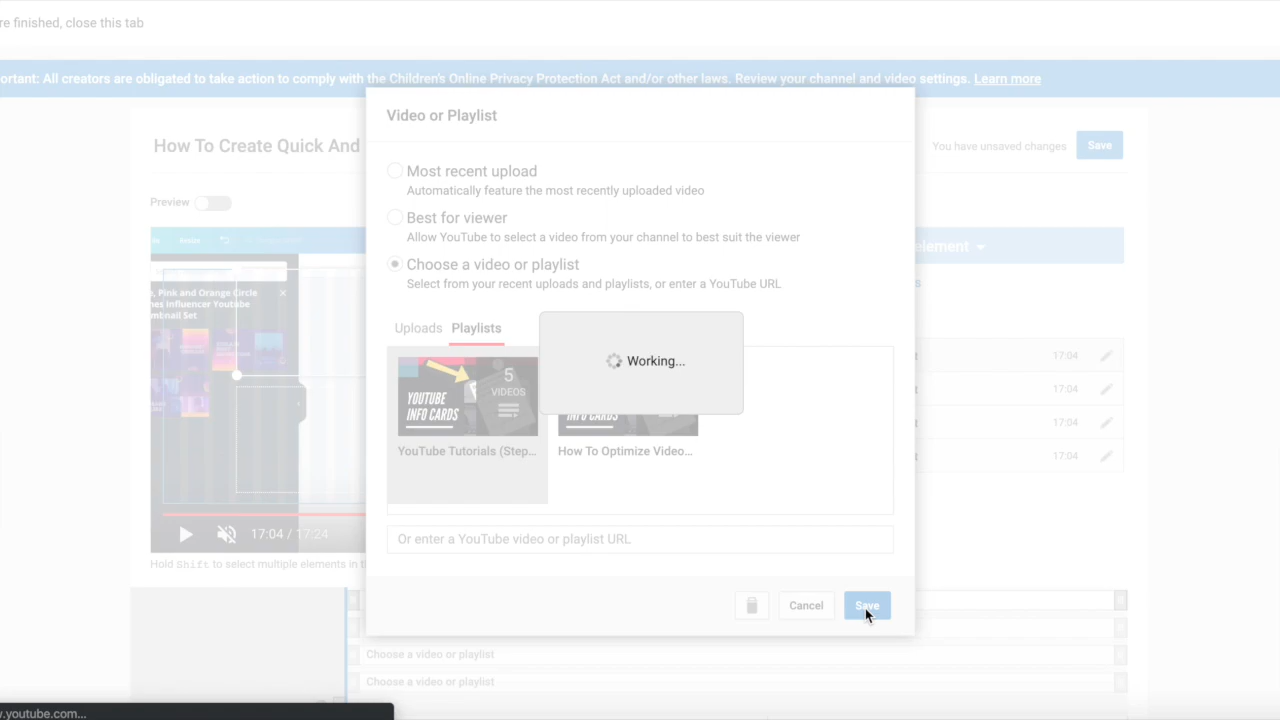 re finished, close this tab
ortant: All creators are obligated to take action to comply with the Children's Online Privacy Protection Act and/or other laws. Review your channel and video settings. Learn more
Video or Playlist
How To Create Quick And
You have unsaved changes
Save
Most recent upload
Automatically feature the most recently uploaded video
Preview
Best for viewer
Allow YouTube to select a video from your channel to best suit the viewer
element
Choose a video or playlist
Select from your recent uploads and playlists, or enter a YouTube URL
s
, Pink and Orange Circle
nes Influencer Youtube
mbnail Set
Uploads
Playlists
Working...
t 17:04
5
VIDEOS
YOUTUBE
INFO CARDS
INFO CARDS
t 17:04
t 17:04
t 17:04
YouTube Tutorials (Step...
How To Optimize Video...
17:04 / 17:24
Or enter a YouTube video or playlist URL
Hold Shift to select multiple elements in t
Cancel
Save
Choose a video or playlist
Choose a video or playlist
w.youtube.com...